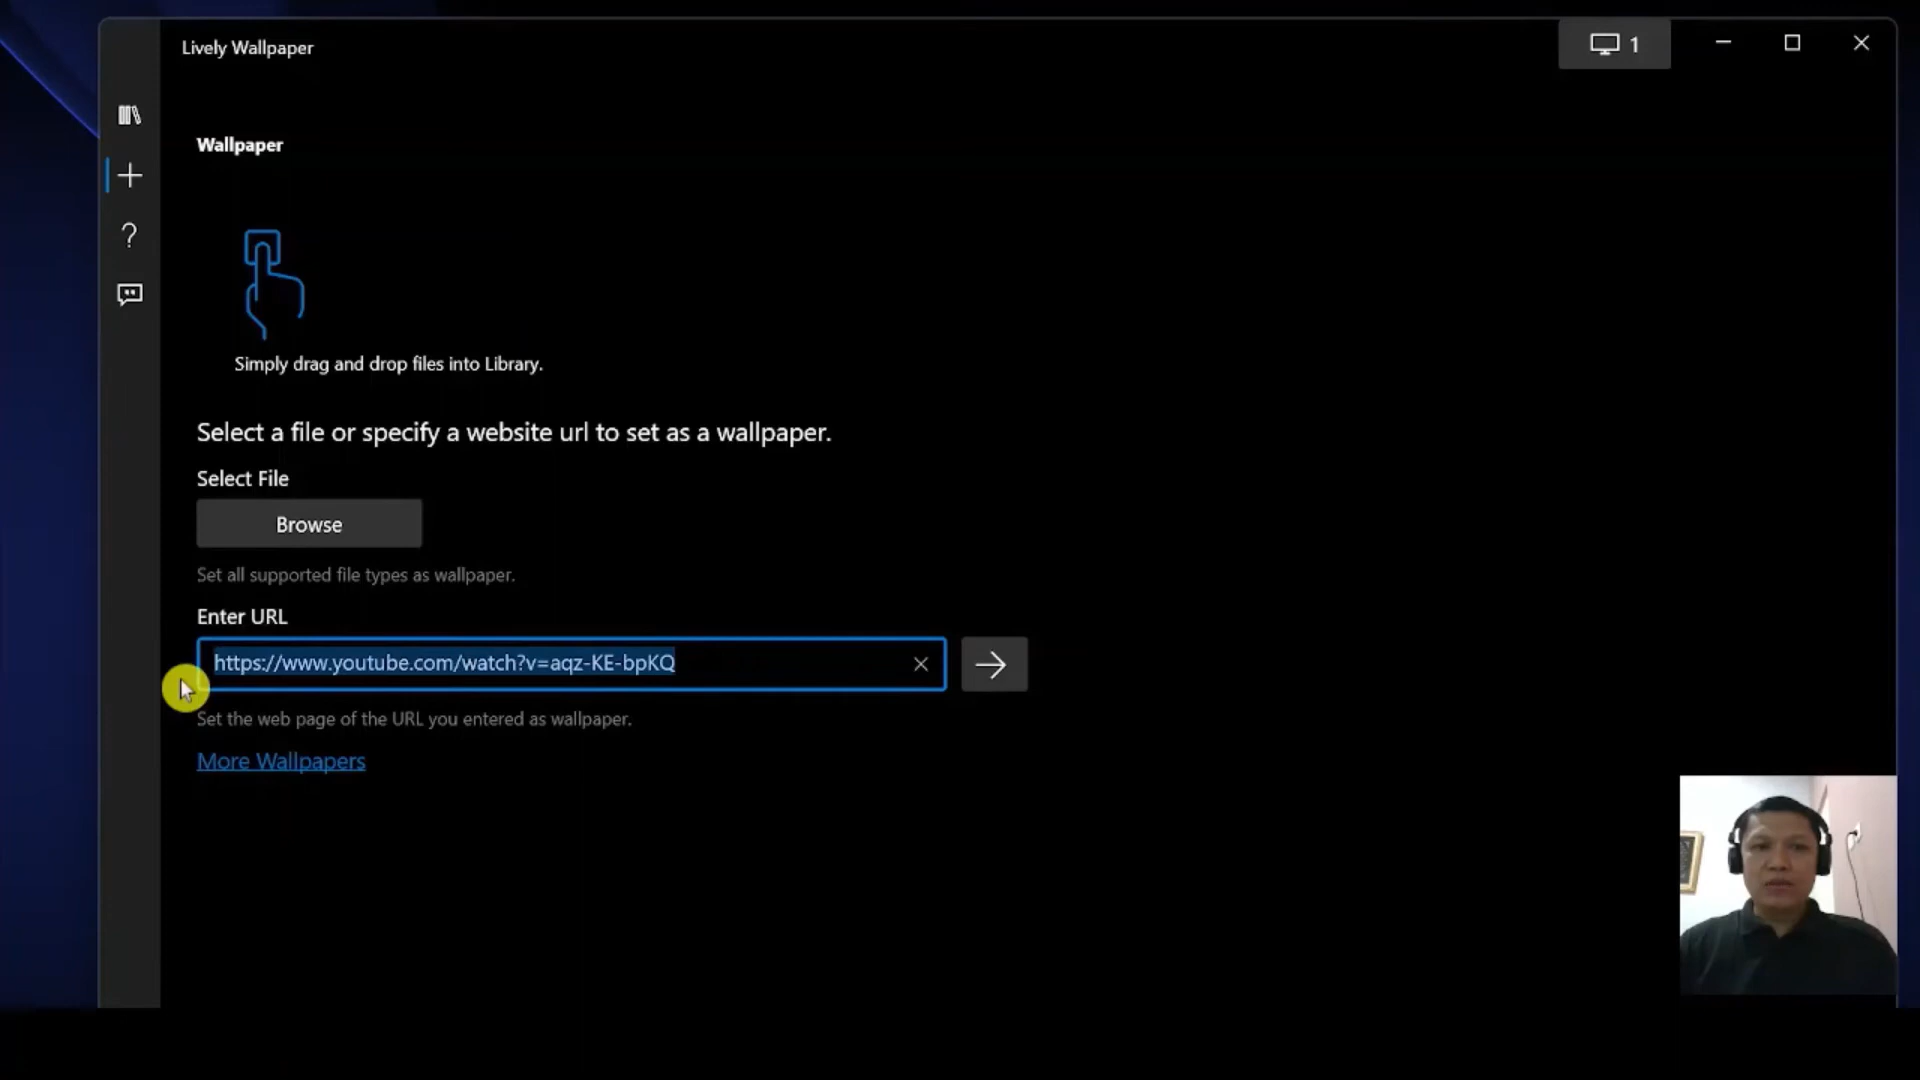 Lively Wallpaper
1
Wallpaper
Simply drag and drop files into Library.
Select a file or specify a website url to set as a wallpaper.
Select File
Browse
Set all supported file types as wallpaper.
Enter URL
https://www.youtube.com/watch?v=aqz-KE-bpKQ
Set the web page of the URL you entered as wallpaper.
More Wallpapers